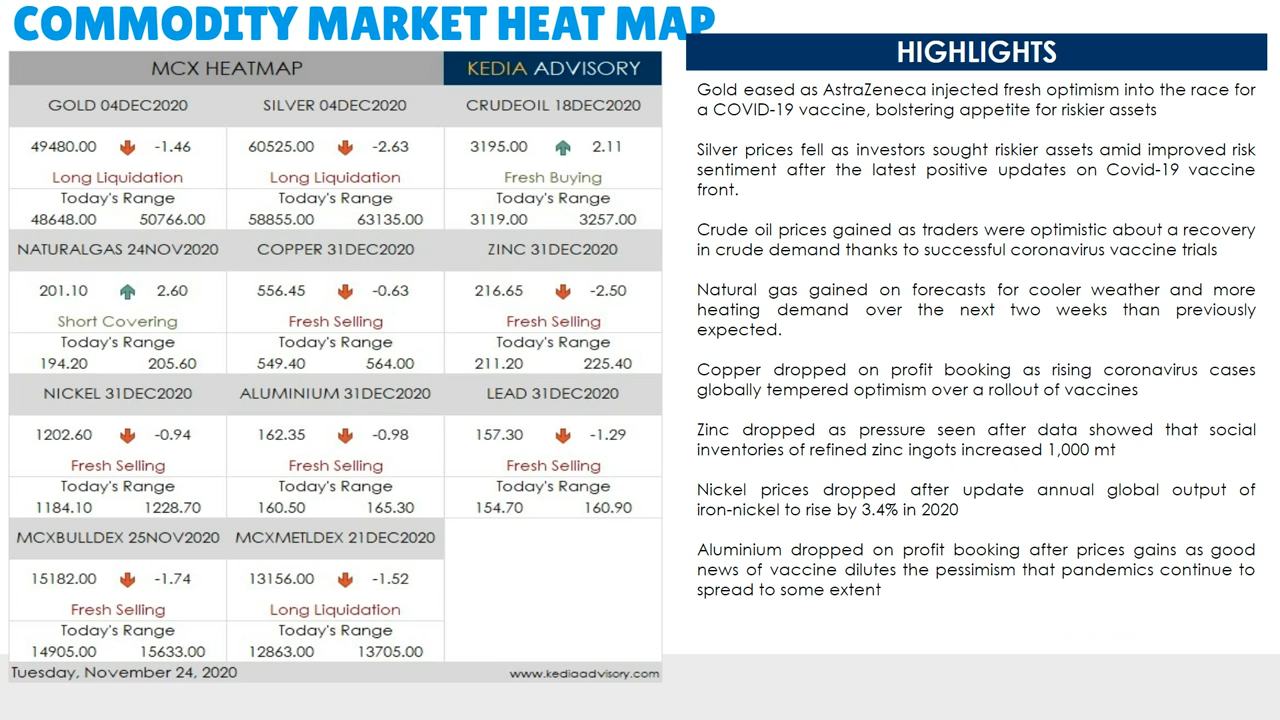 COMMODITY MARKET HEAT MAP
MCX HEATMAP
KEDIA ADVISORY
GOLD 04DEC2020
SILVER 04DEC2020
CRUDEOIL 18DEC2020
49480.00 -1.46
60525.00 -2.63
3195.00 2.11
Long Liquidation
Long Liquidation
Fresh Buying
Today's Range
Today's Range
Today's Range
48648.00 50766.00
58855.00 63135.00
3119.00 3257.00
NATURALGAS 24NOV2020
COPPER 31DEC2020
ZINC 31DEC2020
201.10 2.60
556.45 -0.63
216.65 -2.50
Short Covering
Fresh Selling
Fresh Selling
Today's Range
Today's Range
Today's Range
194.20 205.60
549.40 564.00
211.20 225.40
NICKEL 31DEC2020
ALUMINIUM 31DEC2020
LEAD 31DEC2020
1202.60 -0.94
162.35 -0.98
157.30 -1.29
Fresh Selling
Fresh Selling
Fresh Selling
Today's Range
Today's Range
Today's Range
1184.10 1228.70
160.50 165.30
154.70 160.90
MCXBULLDEX 25NOV2020
MCXMETLDEX 21DEC2020
15182.00 -1.74
13156.00 -1.52
Fresh Selling
Long Liquidation
Today's Range
Today's Range
14905.00 15633.00
12863.00 13705.00
Tuesday, November 24, 2020
www.kediaadvisory.com
HIGHLIGHTS
Gold eased as AstraZeneca injected fresh optimism into the race for
a COVID-19 vaccine, bolstering appetite for riskier assets
Silver prices fell as investors sought riskier assets amid improved risk
sentiment after the latest positive updates on Covid-19 vaccine
front.
Crude oil prices gained as traders were optimistic about a recovery
in crude demand thanks to successful coronavirus vaccine trials
Natural gas gained on forecasts for cooler weather and more
heating demand over the next two weeks than previously
expected.
Copper dropped on profit booking as rising coronavirus cases
globally tempered optimism over a rollout of vaccines
Zinc dropped as pressure seen after data showed that social
inventories of refined zinc ingots increased 1,000 mt
Nickel prices dropped after update annual global output of
iron-nickel to rise by 3.4% in 2020
Aluminium dropped on profit booking after prices gains as good
news of vaccine dilutes the pessimism that pandemics continue to
spread to some extent